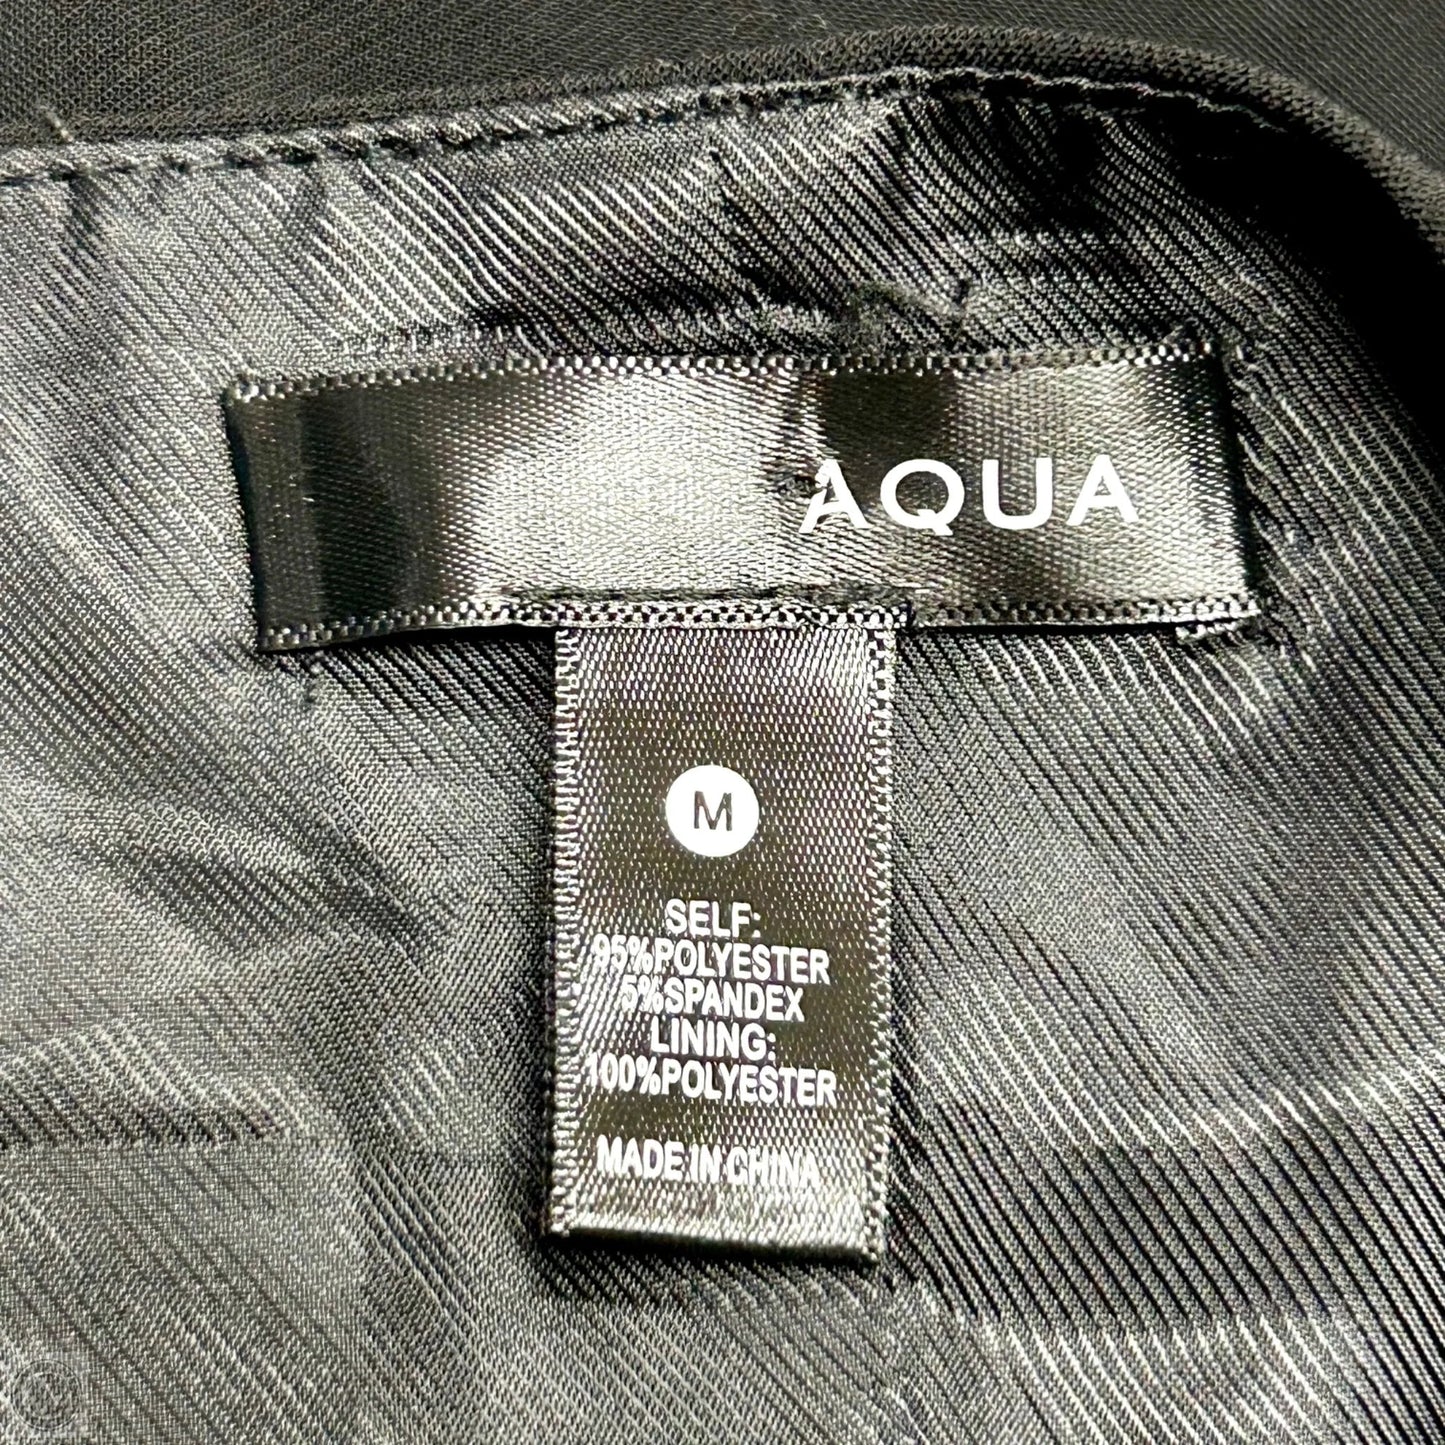 AQUA
M
SELF:
95%POLYESTER
5%SPANDEX
LINING:
100%POLYESTER
MADE IN CHINA